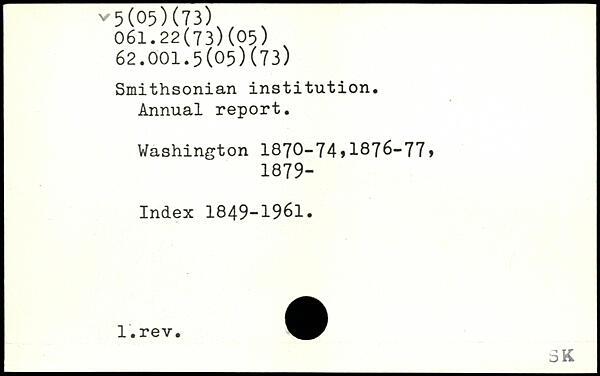 5(05)(73)
061.22(73)(05)
62.001.5(05)(73)
Smithsonian institution.
Annual report.
Washington 1870-74,1876-77,
1879-
Index 1849-1961.
1.rev.
SK